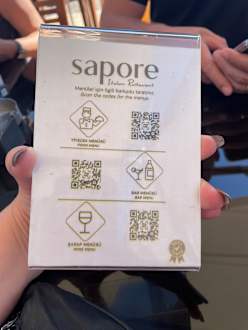 sapore
Italian Restaurant
Menüler için ilgili barkodu taratınız
Scan the codes for the menus
YİYECEK MENÜSÜ
FOOD MENU
BAR MENÜSÜ
BAR MENU
ŞARAP MENÜSÜ
WINE MENU